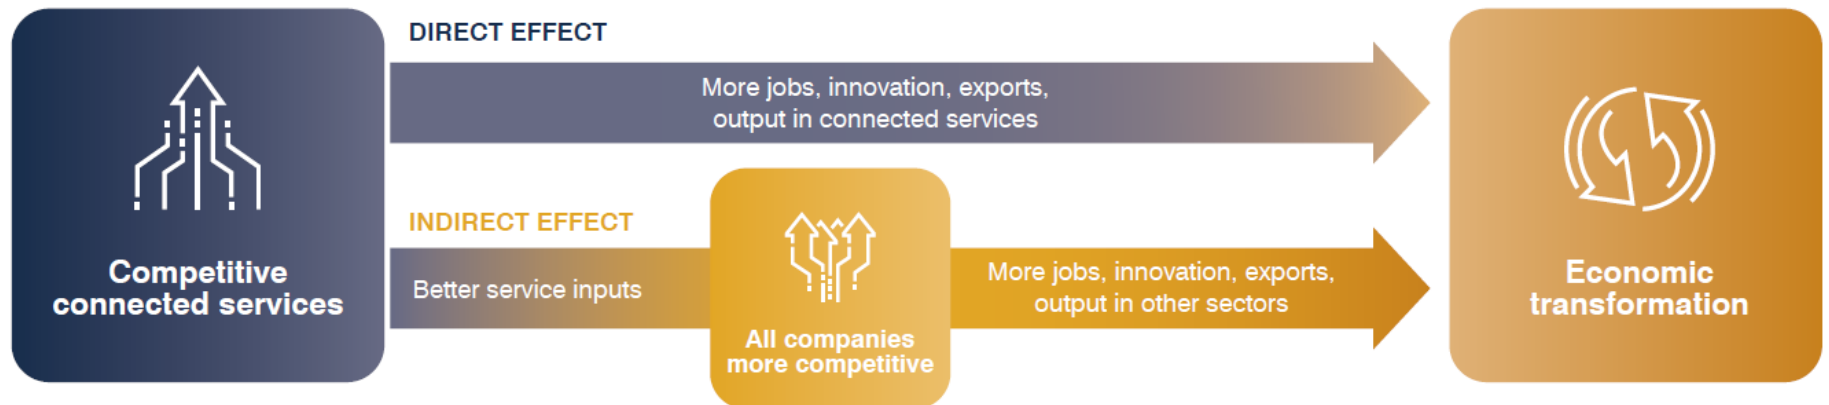 Competitive
connected services
DIRECT EFFECT
More jobs, innovation, exports,
output in connected services
INDIRECT EFFECT
Better service inputs
All companies
more competitive
More jobs, innovation, exports,
output in other sectors
Economic
transformation